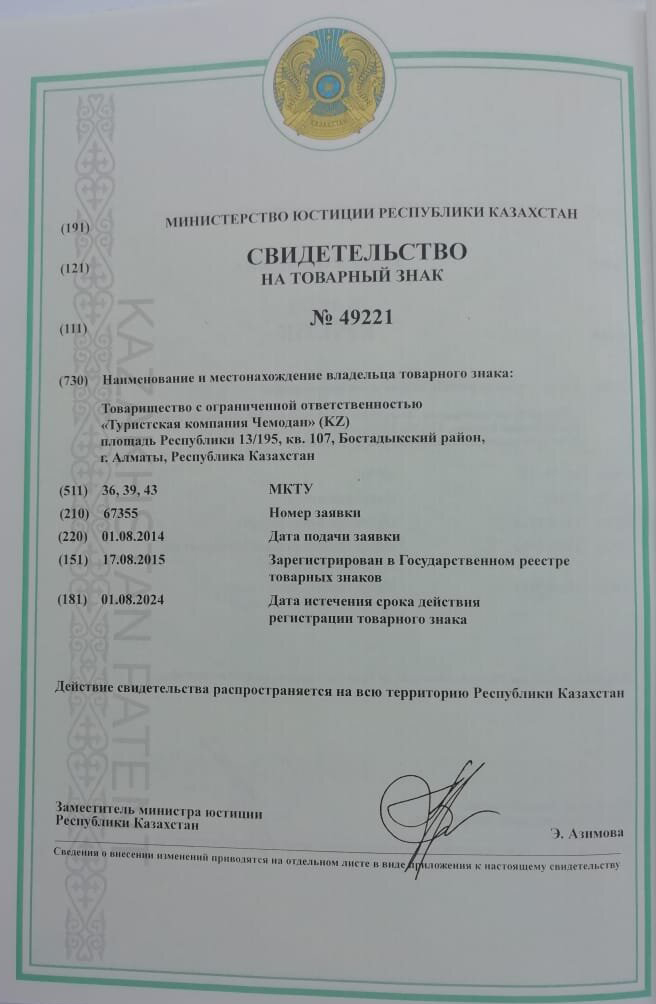 ҚАЗАҚСТАН
(191) МИНИСТЕРСТВО ЮСТИЦИИ РЕСПУБЛИКИ КАЗАХСТАН
(121) СВИДЕТЕЛЬСТВО
НА ТОВАРНЫЙ ЗНАК
(111) № 49221
(730) Наименование и местонахождение владельца товарного знака:
Товарищество с ограниченной ответственностью
«Туристская компания Чемодан» (KZ)
площадь Республики 13/195, кв. 107, Бостадыкский район,
г. Алматы, Республика Казахстан
(511) 36, 39, 43 МКТУ
(210) 67355 Номер заявки
(220) 01.08.2014 Дата подачи заявки
(151) 17.08.2015 Зарегистрирован в Государственном реестре
товарных знаков
(181) 01.08.2024 Дата истечения срока действия
регистрации товарного знака
Действие свидетельства распространяется на всю территорию Республики Казахстан
Заместитель министра юстиции
Республики Казахстан
Э. Азимова
Сведения о внесении изменений приводятся на отдельном листе в виде приложения к настоящему свидетельству